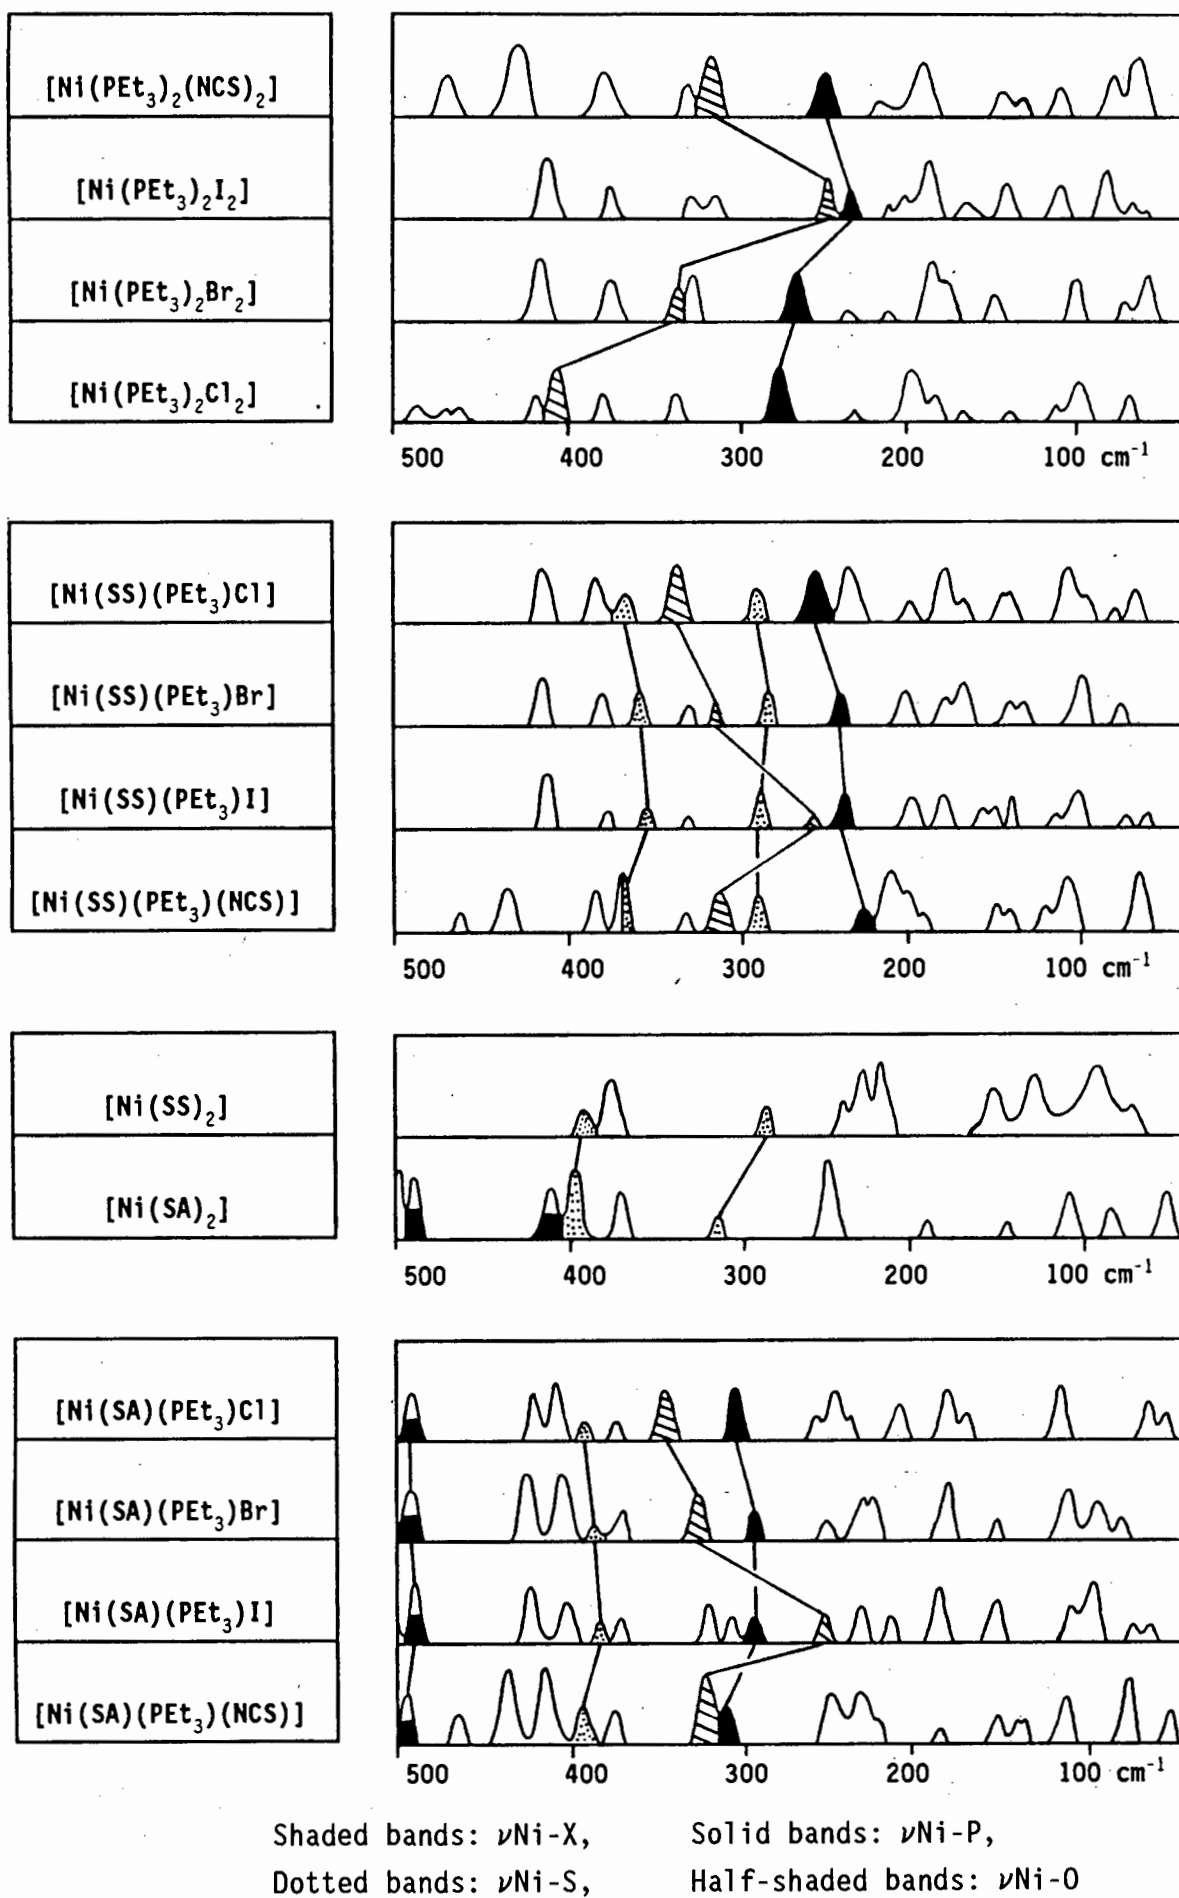 [Ni(PEt₃)₂(NCS)₂]
[Ni(PEt₃)₂I₂]
[Ni(PEt₃)₂Br₂]
[Ni(PEt₃)₂Cl₂]
500 400 300 200 100 cm⁻¹
[Ni(SS)(PEt₃)Cl]
[Ni(SS)(PEt₃)Br]
[Ni(SS)(PEt₃)I]
[Ni(SS)(PEt₃)(NCS)]
500 400 300 200 100 cm⁻¹
[Ni(SS)₂]
[Ni(SA)₂]
500 400 300 200 100 cm⁻¹
[Ni(SA)(PEt₃)Cl]
[Ni(SA)(PEt₃)Br]
[Ni(SA)(PEt₃)I]
[Ni(SA)(PEt₃)(NCS)]
500 400 300 200 100 cm⁻¹
Shaded bands: νNi-X, Solid bands: νNi-P,
Dotted bands: νNi-S, Half-shaded bands: νNi-O